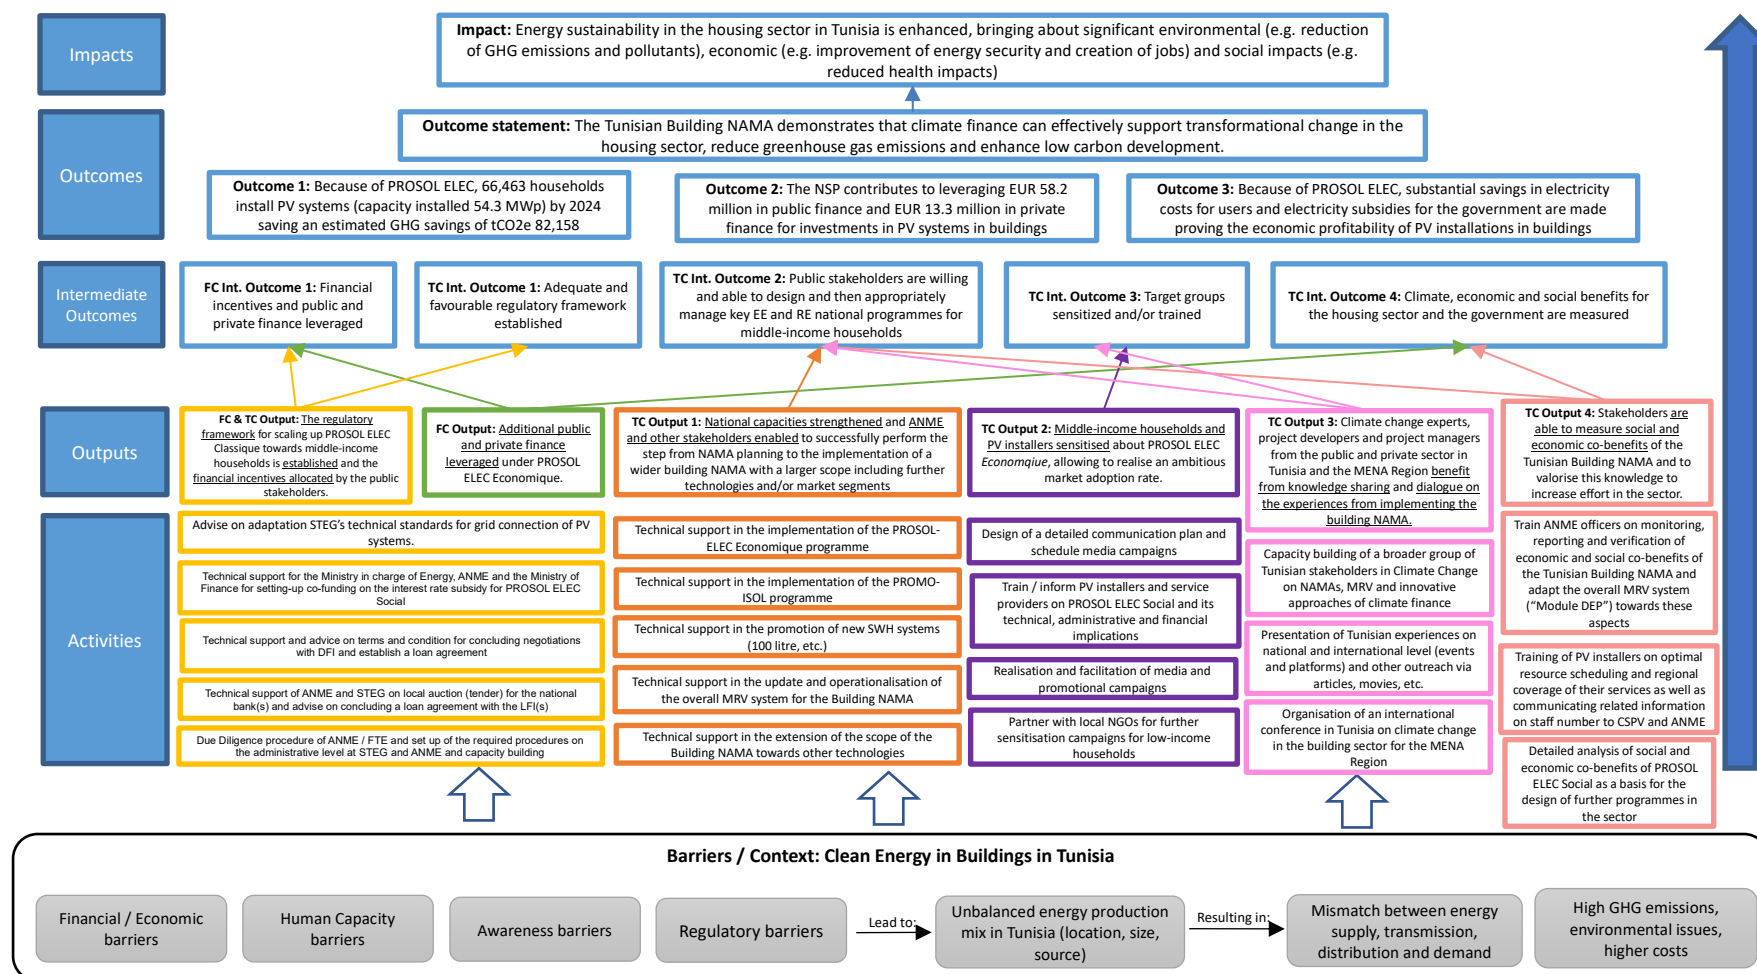 Impacts
Impact: Energy sustainability in the housing sector in Tunisia is enhanced, bringing about significant environmental (e.g. reduction
of GHG emissions and pollutants), economic (e.g. improvement of energy security and creation of jobs) and social impacts (e.g.
reduced health impacts)
Outcomes
Outcome statement: The Tunisian Building NAMA demonstrates that climate finance can effectively support transformational change in the
housing sector, reduce greenhouse gas emissions and enhance low carbon development.
Outcome 1: Because of PROSOL ELEC, 66,463 households
install PV systems (capacity installed 54.3 MWp) by 2024
saving an estimated GHG savings of tCO2e 82,158
Outcome 2: The NSP contributes to leveraging EUR 58.2
million in public finance and EUR 13.3 million in private
finance for investments in PV systems in buildings
Outcome 3: Because of PROSOL ELEC, substantial savings in electricity
costs for users and electricity subsidies for the government are made
proving the economic profitability of PV installations in buildings
Intermediate
Outcomes
FC Int. Outcome 1: Financial
incentives and public and
private finance leveraged
TC Int. Outcome 1: Adequate and
favourable regulatory framework
established
TC Int. Outcome 2: Public stakeholders are willing
and able to design and then appropriately
manage key EE and RE national programmes for
middle-income households
TC Int. Outcome 3: Target groups
sensitized and/or trained
TC Int. Outcome 4: Climate, economic and social benefits for
the housing sector and the government are measured
Outputs
FC & TC Output: The regulatory
framework for scaling up PROSOL ELEC
Classique towards middle-income
households is established and the
financial incentives allocated by the public
stakeholders.
FC Output: Additional public
and private finance
leveraged under PROSOL
ELEC Economique.
TC Output 1: National capacities strengthened and ANME
and other stakeholders enabled to successfully perform the
step from NAMA planning to the implementation of a
wider building NAMA with a larger scope including further
technologies and/or market segments
TC Output 2: Middle-income households and
PV installers sensitised about PROSOL ELEC
Economqiue, allowing to realise an ambitious
market adoption rate.
TC Output 3: Climate change experts,
project developers and project managers
from the public and private sector in
Tunisia and the MENA Region benefit
from knowledge sharing and dialogue on
the experiences from implementing the
building NAMA.
TC Output 4: Stakeholders are
able to measure social and
economic co-benefits of the
Tunisian Building NAMA and to
valorise this knowledge to
increase effort in the sector.
Activities
Advise on adaptation STEG's technical standards for grid connection of PV
systems.
Technical support for the Ministry in charge of Energy, ANME and the Ministry of
Finance for setting-up co-funding on the interest rate subsidy for PROSOL ELEC
Social
Technical support and advice on terms and condition for concluding negotiations
with DFI and establish a loan agreement
Technical support of ANME and STEG on local auction (tender) for the national
bank(s) and advise on concluding a loan agreement with the LFI(s)
Due Diligence procedure of ANME / FTE and set up of the required procedures on
the administrative level at STEG and ANME and capacity building
Technical support in the implementation of the PROSOL-
ELEC Economique programme
Technical support in the implementation of the PROMO-
ISOL programme
Technical support in the promotion of new SWH systems
(100 litre, etc.)
Technical support in the update and operationalisation of
the overall MRV system for the Building NAMA
Technical support in the extension of the scope of the
Building NAMA towards other technologies
Design of a detailed communication plan and
schedule media campaigns
Train / inform PV installers and service
providers on PROSOL ELEC Social and its
technical, administrative and financial
implications
Realisation and facilitation of media and
promotional campaigns
Partner with local NGOs for further
sensitisation campaigns for low-income
households
Capacity building of a broader group of
Tunisian stakeholders in Climate Change
on NAMAs, MRV and innovative
approaches of climate finance
Presentation of Tunisian experiences on
national and international level (events
and platforms) and other outreach via
articles, movies, etc.
Organisation of an international
conference in Tunisia on climate change
in the building sector for the MENA
Region
Train ANME officers on monitoring,
reporting and verification of
economic and social co-benefits of
the Tunisian Building NAMA and
adapt the overall MRV system
("Module DEP") towards these
aspects
Training of PV installers on optimal
resource scheduling and regional
coverage of their services as well as
communicating related information
on staff number to CSPV and ANME
Detailed analysis of social and
economic co-benefits of PROSOL
ELEC Social as a basis for the
design of further programmes in
the sector
Barriers / Context: Clean Energy in Buildings in Tunisia
Financial / Economic
barriers
Human Capacity
barriers
Awareness barriers
Regulatory barriers
Lead to:
Unbalanced energy production
mix in Tunisia (location, size,
source)
Resulting in:
Mismatch between energy
supply, transmission,
distribution and demand
High GHG emissions,
environmental issues,
higher costs